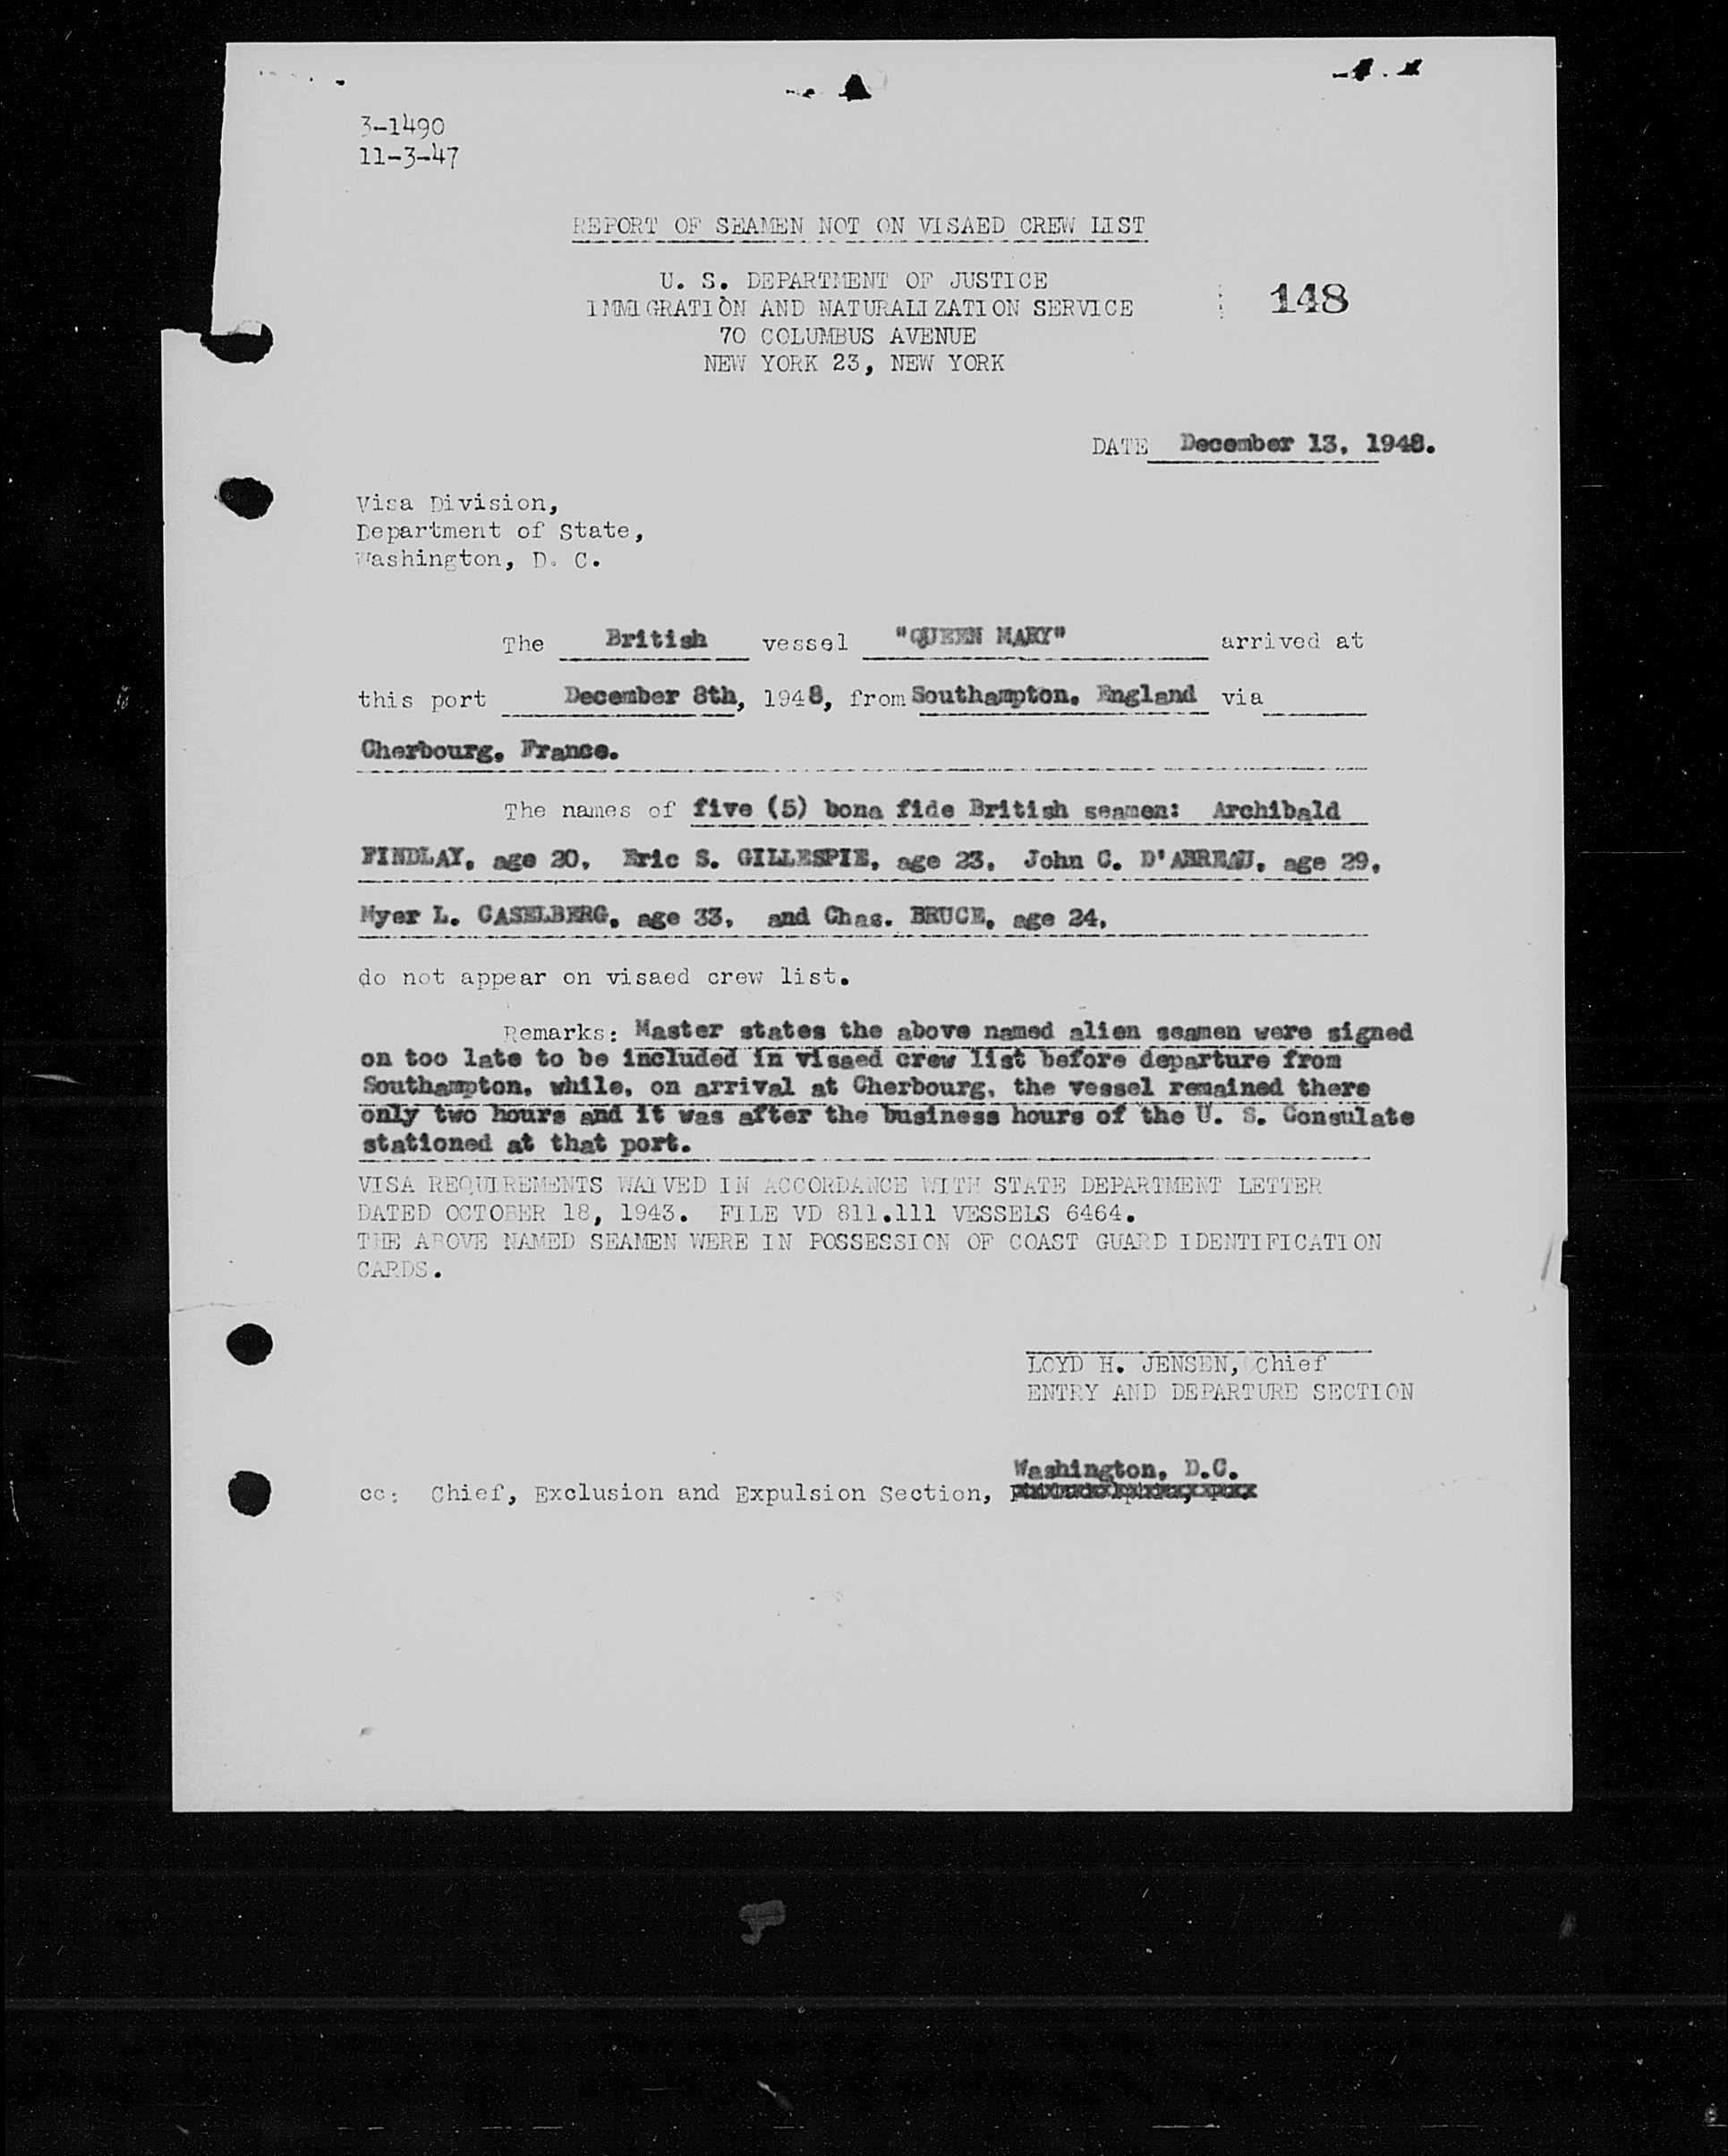 3-1490
11-3-47
REPORT OF SEAMEN NOT ON VISAED CREW LIST
U. S. DEPARTMENT OF JUSTICE
IMMIGRATION AND NATURALIZATION SERVICE
148
70 COLUMBUS AVENUE
NEW YORK 23, NEW YORK
DATE December 13, 1948.
Visa Division,
Department of State,
Washington, D. C.
The British vessel "QUEEN MARY" arrived at
this port December 8th, 1948, from Southampton, England via
Cherbourg, France.
The names of five (5) bona fide British seamen: Archibald
FINDLAY, age 20, Eric S. GILLESPIE, age 23, John C. D'ABREAU, age 29,
Myer L. CASELBERG, age 33, and Chas. BRUCE, age 24,
do not appear on visaed crew list.
Remarks: Master states the above named alien seamen were signed
on too late to be included in visaed crew list before departure from
Southampton, while, on arrival at Cherbourg, the vessel remained there
only two hours and it was after the business hours of the U. S. Consulate
stationed at that port.
VISA REQUIREMENTS WAIVED IN ACCORDANCE WITH STATE DEPARTMENT LETTER
DATED OCTOBER 18, 1943. FILE VD 811.111 VESSELS 6464.
THE ABOVE NAMED SEAMEN WERE IN POSSESSION OF COAST GUARD IDENTIFICATION
CARDS.
LOYD H. JENSEN, Chief
ENTRY AND DEPARTURE SECTION
Washington, D.C.
cc: Chief, Exclusion and Expulsion Section,